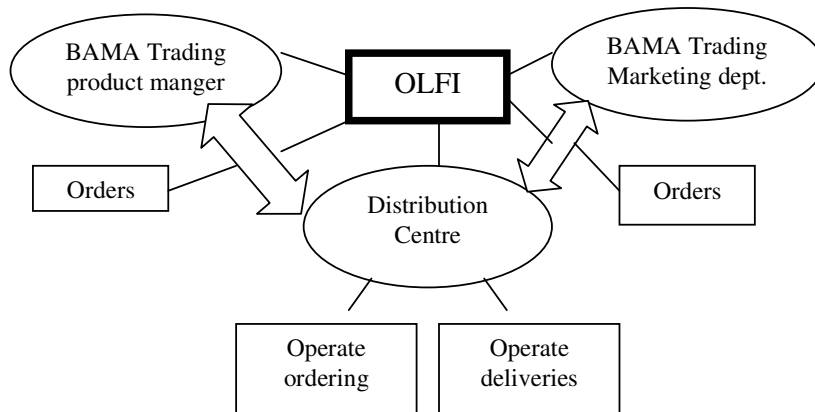 BAMA Trading
product manger
OLFI
BAMA Trading
Marketing dept.
Orders
Distribution
Centre
Orders
Operate
ordering
Operate
deliveries